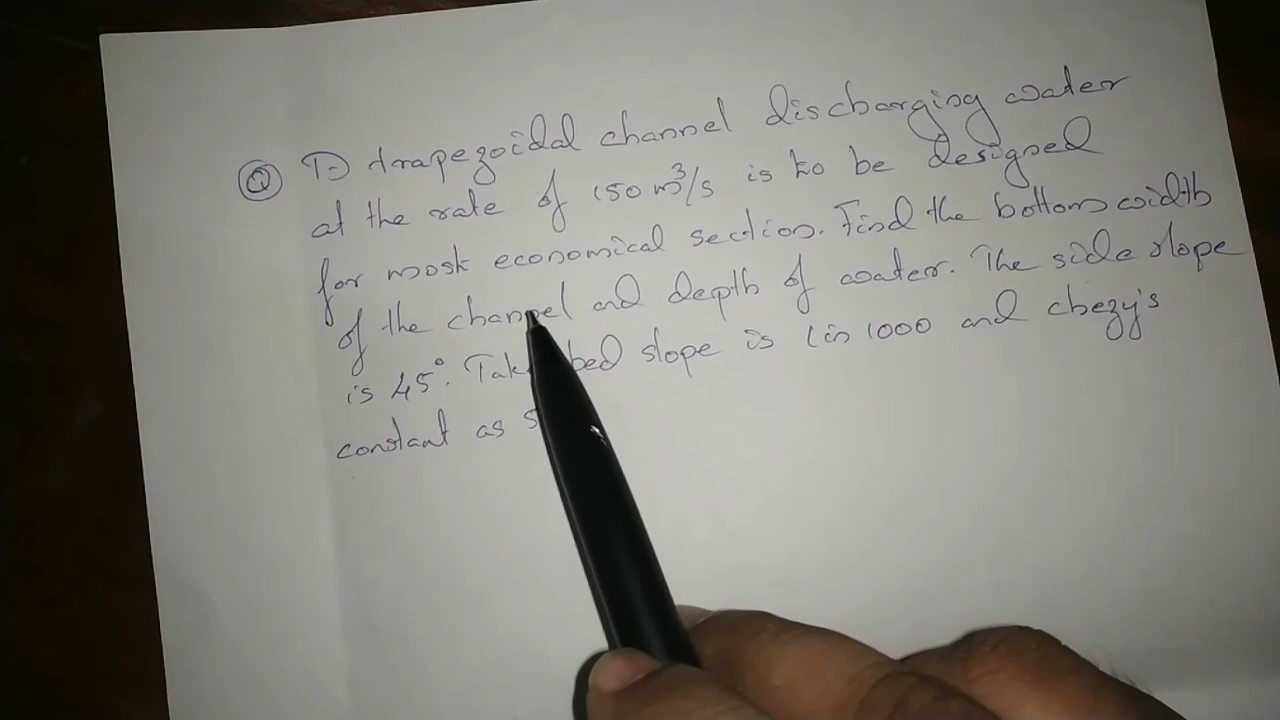 Q A trapezoidal channel discharging water
at the rate of 150 m³/s is to be designed
for most economical section. Find the bottom width
of the channel and depth of water. The side slope
is 45°. Take bed slope is 1 in 1000 and chezy's
constant as